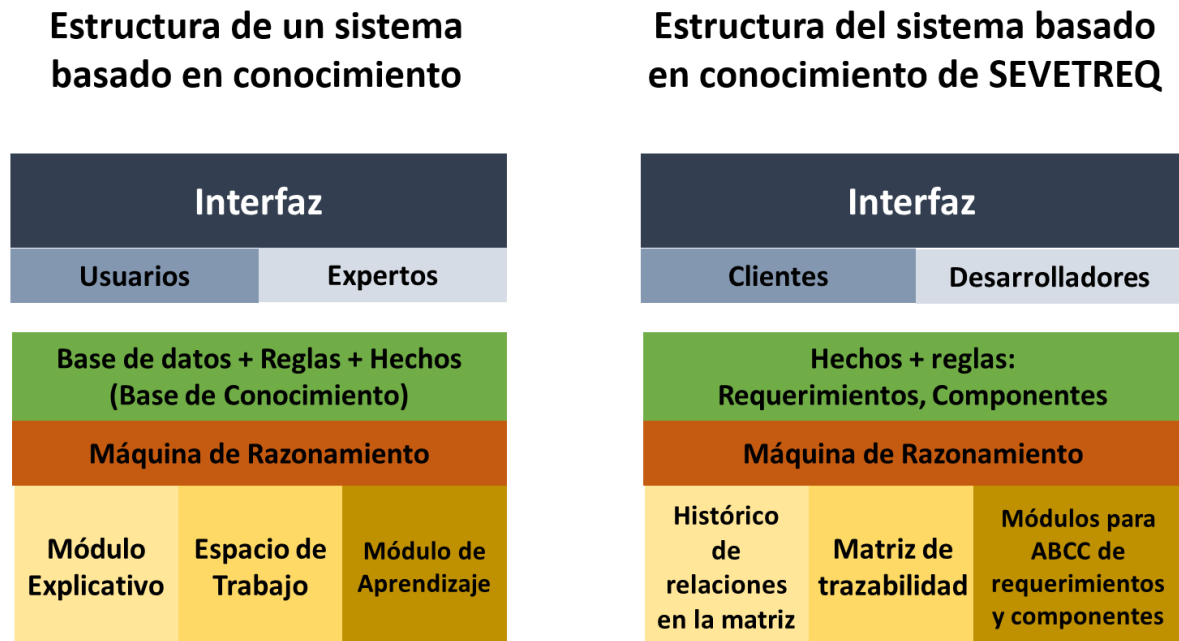 Estructura de un sistema
basado en conocimiento
Interfaz
Usuarios
Expertos
Base de datos + Reglas + Hechos
(Base de Conocimiento)
Máquina de Razonamiento
Módulo
Explicativo
Espacio de
Trabajo
Módulo de
Aprendizaje
Estructura del sistema basado
en conocimiento de SEVETREQ
Interfaz
Clientes
Desarrolladores
Hechos + reglas:
Requerimientos, Componentes
Máquina de Razonamiento
Histórico
de
relaciones
en la matriz
Matriz de
trazabilidad
Módulos para
ABCC de
requerimientos
y componentes